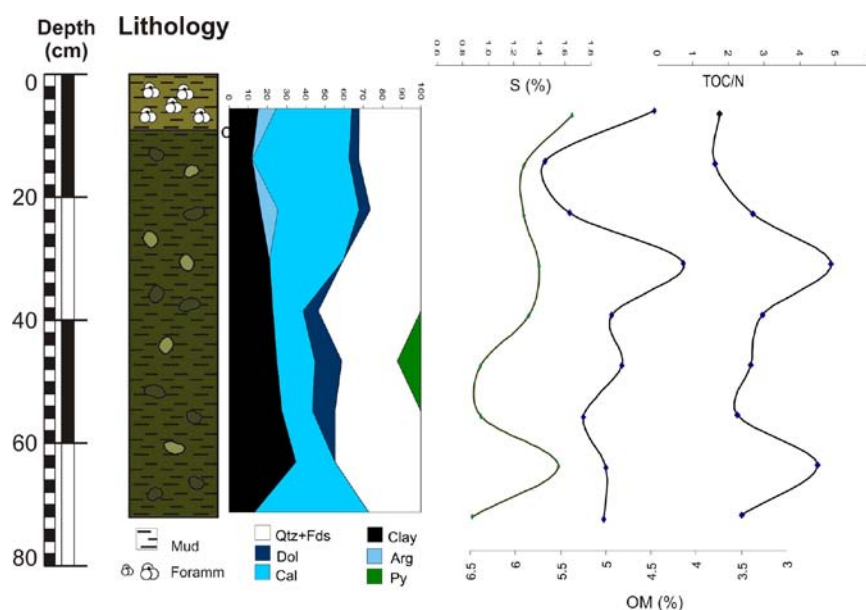 Depth
(cm)
Lithology
0
20
40
60
80
0
10
20
30
40
50
60
70
80
90
100
0.6
0.8
1
1.2
1.4
1.6
1.8
S (%)
0
1
2
3
4
5
6
TOC/N
Mud
Foramm
Qtz+Fds
Dol
Cal
Clay
Arg
Py
6.5
6
5.5
5
4.5
4
3.5
3
OM (%)